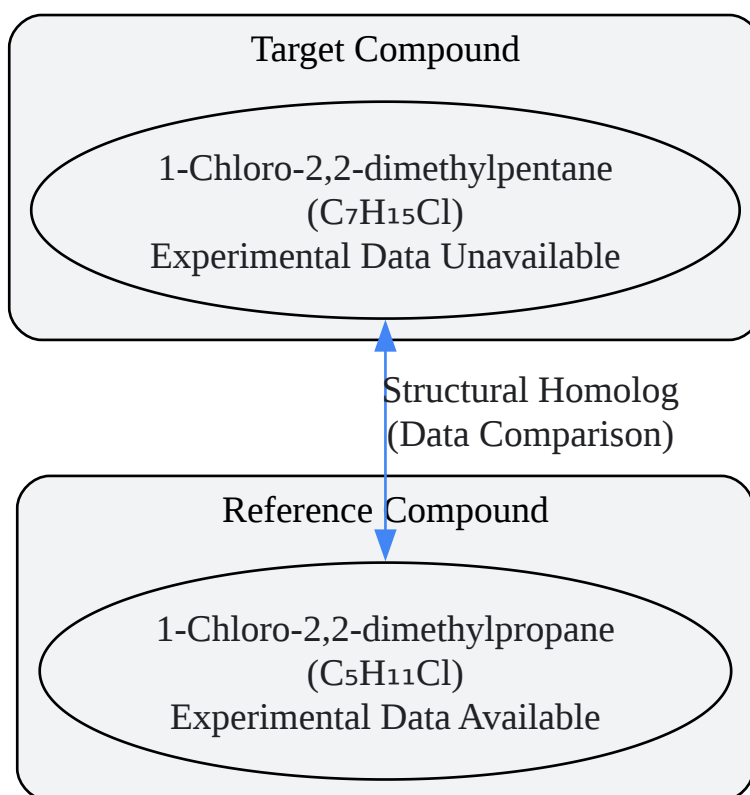 Target Compound
1-Chloro-2,2-dimethylpentane
(C₇H₁₅Cl)
Experimental Data Unavailable
Structural Homolog
(Data Comparison)
Reference Compound
1-Chloro-2,2-dimethylpropane
(C₅H₁₁Cl)
Experimental Data Available